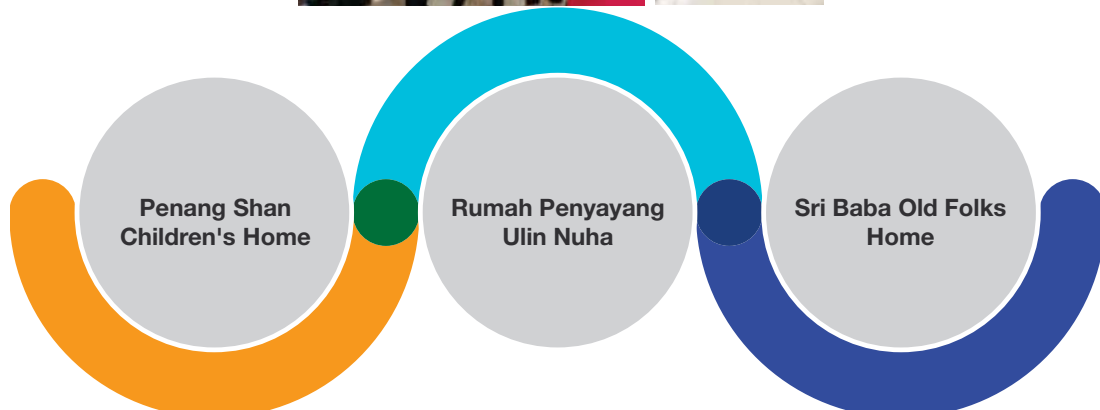 Penang Shan
Children's Home
Rumah Penyayang
Ulin Nuha
Sri Baba Old Folks
Home